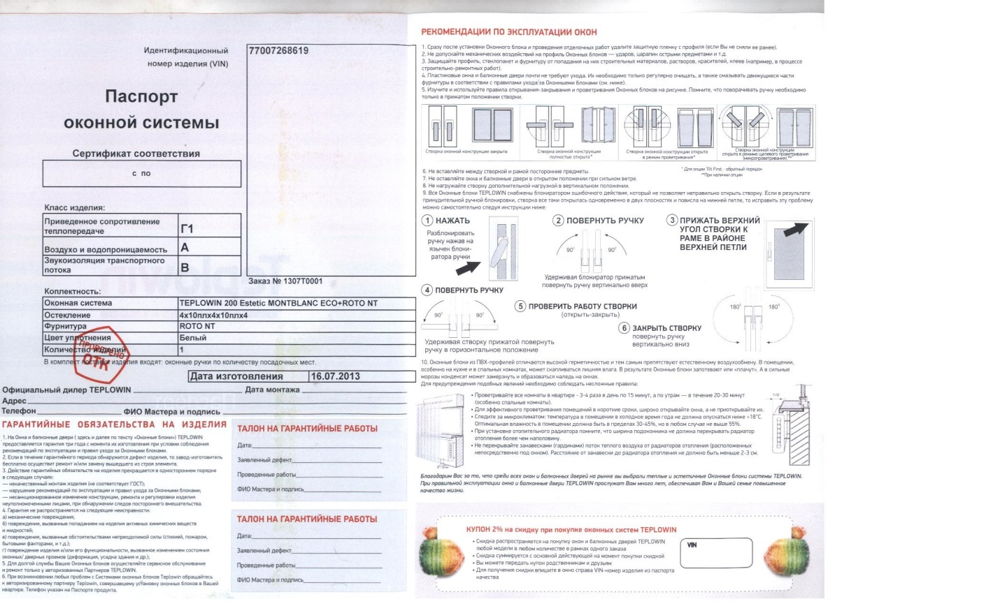 Идентификационный
номер изделия (VIN)
77007268619
Паспорт
оконной системы
Сертификат соответствия
с по
Класс изделия:
Приведенное сопротивление
теплопередаче
Г1
Воздухо и водопроницаемость
А
Звукоизоляция транспортного
потока
В
Заказ № 1307Т0001
Коплектность:
Оконная система TEPLOWIN 200 Estetic MONTBLANC ECO+ROTO NT
Остекление 4х10плх4х10плх4
Фурнитура ROTO NT
Цвет уплотнения Белый
Количество изделий 1
ПРОВЕРЕНО
ОТК
В комплект поставки изделия входят: оконные ручки по количеству посадочных мест.
Дата изготовления 16.07.2013
Официальный дилер TEPLOWIN Дата монтажа
Адрес
Телефон ФИО Мастера и подпись
ГАРАНТИЙНЫЕ ОБЯЗАТЕЛЬСТВА НА ИЗДЕЛИЯ
1. На Окна и балконные двери ( здесь и далее по тексту «Оконные блоки») TEPLOWIN
предоставляется гарантия три года с момента их изготовления при условии соблюдения
рекомендаций по эксплуатации и правил ухода за Оконными блоками.
2. Если в течение гарантийного периода обнаружится дефект изделия, то завод-изготовитель
бесплатно осуществит ремонт и/или замену вышедшего из строя элемента.
3. Действие гарантийных обязательств на изделия прекращается в одностороннем порядке
в следующих случаях:
— некачественный монтаж изделия (не соответствует ГОСТ);
— нарушение рекомендаций по эксплуатации и правил ухода за Оконными блоками;
— несанкционированное изменение конструкции, ремонта и регулировки изделия
неуполномоченными лицами, при обнаружении следов постороннего вмешательства.
4. Гарантия не распространяется на следующие неисправности:
а) механические повреждения;
б) повреждения, вызванные попаданием на изделия активных химических веществ
и жидкостей;
в) повреждения, вызванные обстоятельствами непреодолимой силы (стихией, пожаром,
бытовыми факторами, и т.д.);
г) повреждение изделия и/или его функциональности, вызванное изменением состояния
оконных/ дверных проемов (деформация, усадка здания и др.);
5. Для долгой службы Ваших Оконных блоков осуществляйте сервисное обслуживание
и ремонт только у авторизованных Партнеров TEPLOWIN.
6. При возникновении любых проблем с Системами оконных блоков Teplowin обращайтесь
к авторизированному партнеру Teplowin, совершавшему установку оконных блоков в Вашей
квартире. Телефон указан на Паспорте продукта.
ТАЛОН НА ГАРАНТИЙНЫЕ РАБОТЫ
Дата:
Заявленный дефект
Проведенные работы
ФИО Мастера и подпись
ТАЛОН НА ГАРАНТИЙНЫЕ РАБОТЫ
Дата:
Заявленный дефект
Проведенные работы
ФИО Мастера и подпись
РЕКОМЕНДАЦИИ ПО ЭКСПЛУАТАЦИИ ОКОН
1. Сразу после установки Оконного блока и проведения отделочных работ удалите защитную пленку с профиля (если Вы не сняли ее ранее).
2. Не допускайте механических воздействий на профиль Оконных блоков — ударов, царапин острыми предметами и т.д.
3. Защищайте профиль, стеклопакет и фурнитуру от попадания на них строительных материалов, растворов, красителей, клеев (например, в процессе
строительно-ремонтных работ).
4. Пластиковые окна и балконные двери почти не требуют ухода. Их необходимо только регулярно очищать, а также смазывать движущиеся части
фурнитуры в соответствии с правилами ухода за Оконныеми блоками (см. ниже).
5. Изучите и используйте правила открывания-закрывания и проветривания Оконных блоков на рисунке. Помните, что поворачивать ручку необходимо
только в прижатом положении створки.
Створка оконной конструкции закрыта
Створка оконной конструкции
полностью открыта*
Створка оконной конструкции открыта
в режим проветривания*
Створка оконной конструкции
открыта в режиме щелевого проветривания
(микропроветривания).**
* Для опции Tilt First - обратный порядок
**При наличии опции
6. Не вставляйте между створкой и рамой посторонние предметы.
7. Не оставляйте окна и балконные двери в открытом положении при сильном ветре.
8. Не нагружайте створку дополнительной нагрузкой в вертикальном положении.
9. Все Оконные блоки TEPLOWIN снабжены блокиратором ошибочного действия, который не позволяет неправильно открыть створку. Если в результате
принудительной ручной блокировки, створка все таки открылась одновременно в двух плоскостях и повисла на нижней петле, то исправить эту проблему
можно самостоятельно следуя инструкции ниже:
1 НАЖАТЬ
Разблокировать
ручку нажав на
язычек блоки-
ратора ручки
2 ПОВЕРНУТЬ РУЧКУ
90° 90°
Удерживая блокиратор прижатым
повернуть ручку вертикально вверх
3 ПРИЖАТЬ ВЕРХНИЙ
УГОЛ СТВОРКИ К
РАМЕ В РАЙОНЕ
ВЕРХНЕЙ ПЕТЛИ
4 ПОВЕРНУТЬ РУЧКУ
90° 90°
Удерживая створку прижатой повернуть
ручку в горизонтальное положение
5 ПРОВЕРИТЬ РАБОТУ СТВОРКИ
(открыть-закрыть)
6 ЗАКРЫТЬ СТВОРКУ
повернуть ручку
вертикально вниз
180° 180°
10. Оконные блоки из ПВХ-профилей отличаются высокой герметичностью и тем самым препятствуют естественному воздухообмену. В помещении,
особенно на кухне и в спальных комнатах, может скапливаться лишняя влага. В результате Оконные блоки запотевают или «плачут». А в сильные
морозы конденсат может замерзнуть и образоваться наледь на окнах.
Для предупреждения подобных явлений необходимо соблюдать несложные правила:
• Проветривайте все комнаты в квартире - 3-4 раза в день по 15 минут, а по утрам — в течение 20-30 минут
(особенно спальные комнаты).
• Для эффективного проветривания помещений в короткие сроки, широко открывайте окна, а не приоткрывайте их.
• Следите за микроклиматом: температура в помещении в холодное время года не должна опускаться ниже +18°С.
Оптимальная влажность в помещении должна быть в пределах 30-45%, но в любом случае не выше 55%.
• При установке отопительного радиатора помните, что ширина подоконника не должна перекрывать радиатор
отопления более чем наполовину.
• Не перекрывайте занавесками (гардинами) поток теплого воздуха от радиаторов отопления (расположенных
непосредственно под окном). Расстояние от занавески до радиатора отопления не должно быть меньше 2-3 см.
1/2
Благодарим Вас за то, что среди всех окон и балконных дверей на рынке вы выбрали теплые и эстетичные Оконные блоки системы TEPLOWIN.
При правильной эксплуатации окна и балконные двери TEPLOWIN прослужат Вам много лет, обеспечивая Вам и Вашей семье повышенное
качество жизни.
КУПОН 2% на скидку при покупке оконных систем TEPLOWIN
• Скидка распространяется на покупку окон и балконных дверей TEPLOWIN
любой модели в любом количестве в рамках одного заказа
• Скидка суммируется с основной действующей на момент покупки скидкой
• Вы можете передать купон родственникам и друзьям
• Для получения скидки впишите в окно справа VIN-номер изделия из паспорта
качества
VIN